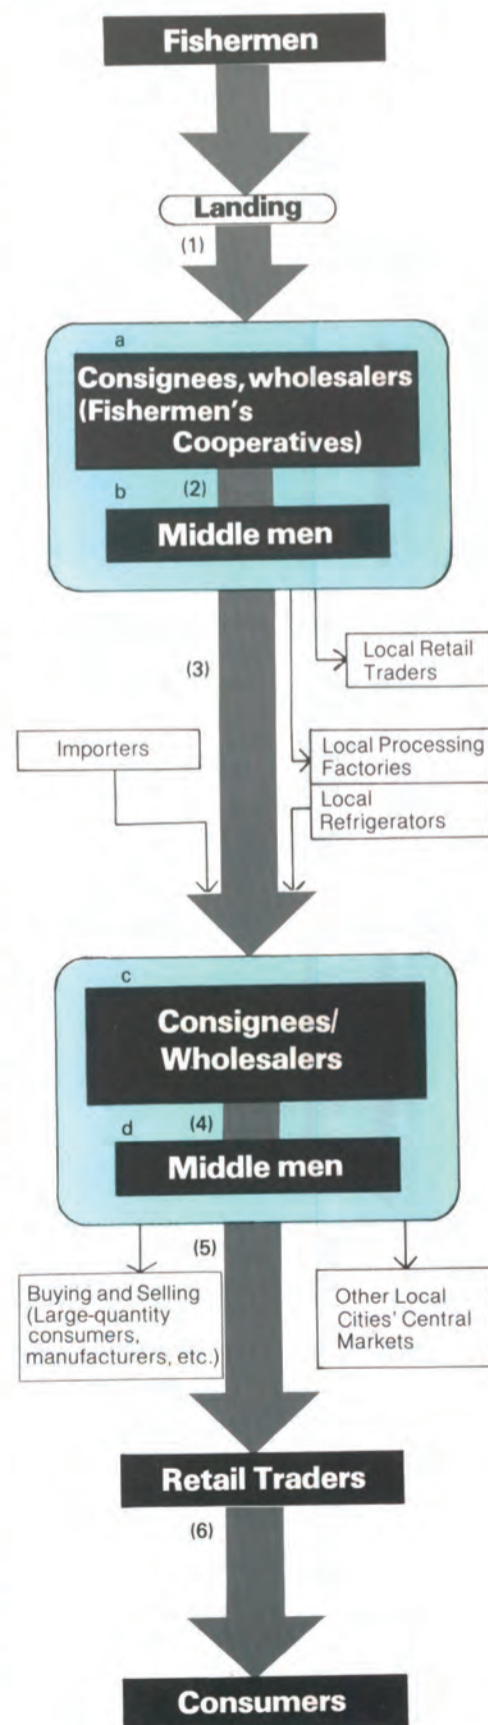 Fishermen
Landing
(1)
a
Consignees, wholesalers
(Fishermen's
Cooperatives)
b
(2)
Middle men
(3)
Local Retail
Traders
Importers
Local Processing
Factories
Local
Refrigerators
c
Consignees/
Wholesalers
d
(4)
Middle men
(5)
Buying and Selling
(Large-quantity
consumers,
manufacturers, etc.)
Other Local
Cities' Central
Markets
Retail Traders
(6)
Consumers